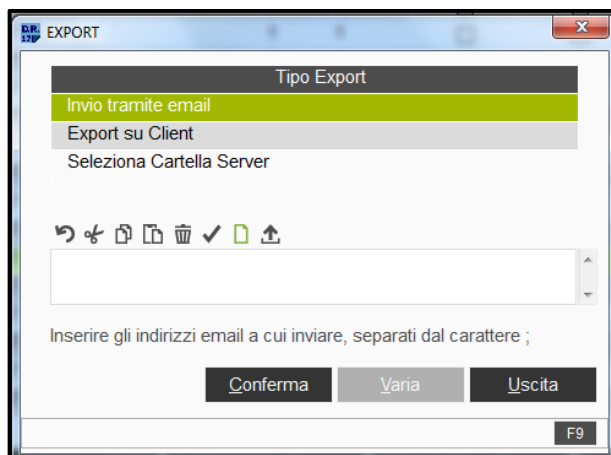 D.R.
EXPORT
x
Tipo Export
Invio tramite email
Export su Client
Seleziona Cartella Server
Inserire gli indirizzi email a cui inviare, separati dal carattere ;
Conferma Varia Uscita
F9